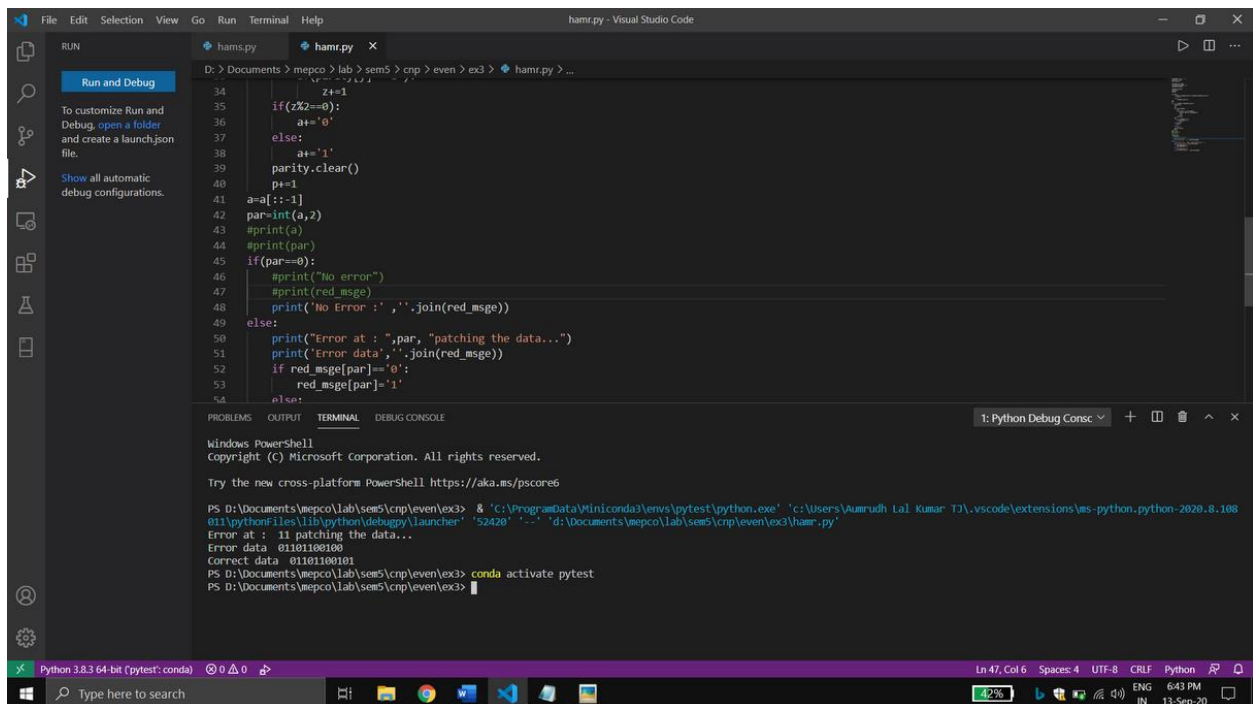 File Edit Selection View Go Run Terminal Help
hamr.py - Visual Studio Code
RUN
Run and Debug
To customize Run and
Debug, open a folder
and create a launch.json
file.
Show all automatic
debug configurations.
hams.py
hamr.py
D: > Documents > mepco > lab > sem5 > cnp > even > ex3 > hamr.py > ...
34 z+=1
35 if(z%2==0):
36 a+='0'
37 else:
38 a+='1'
39 parity.clear()
40 p+=1
41 a=a[::-1]
42 par=int(a,2)
43 #print(a)
44 #print(par)
45 if(par==0):
46 #print("No error")
47 #print(red_msge)
48 print('No Error :' ,''.join(red_msge))
49 else:
50 print("Error at : ",par, "patching the data...")
51 print('Error data',''.join(red_msge))
52 if red_msge[par]=='0':
53 red_msge[par]='1'
54 else:
PROBLEMS OUTPUT TERMINAL DEBUG CONSOLE
1: Python Debug Consc
Windows PowerShell
Copyright (C) Microsoft Corporation. All rights reserved.
Try the new cross-platform PowerShell https://aka.ms/pscore6
PS D:\Documents\mepco\lab\sem5\cnp\even\ex3> & 'C:\ProgramData\Miniconda3\envs\pytest\python.exe' 'c:\Users\Aumrudh Lal Kumar TJ\.vscode\extensions\ms-python.python-2020.8.108
011\pythonFiles\lib\python\debugpy\launcher' '52420' '--' 'd:\Documents\mepco\lab\sem5\cnp\even\ex3\hamr.py'
Error at : 11 patching the data...
Error data 01101100100
Correct data 01101100101
PS D:\Documents\mepco\lab\sem5\cnp\even\ex3> conda activate pytest
PS D:\Documents\mepco\lab\sem5\cnp\even\ex3>
Python 3.8.3 64-bit ('pytest': conda) 0 0
Ln 47, Col 6 Spaces: 4 UTF-8 CRLF Python
Type here to search
42%
ENG
IN
6:43 PM
13-Sep-20